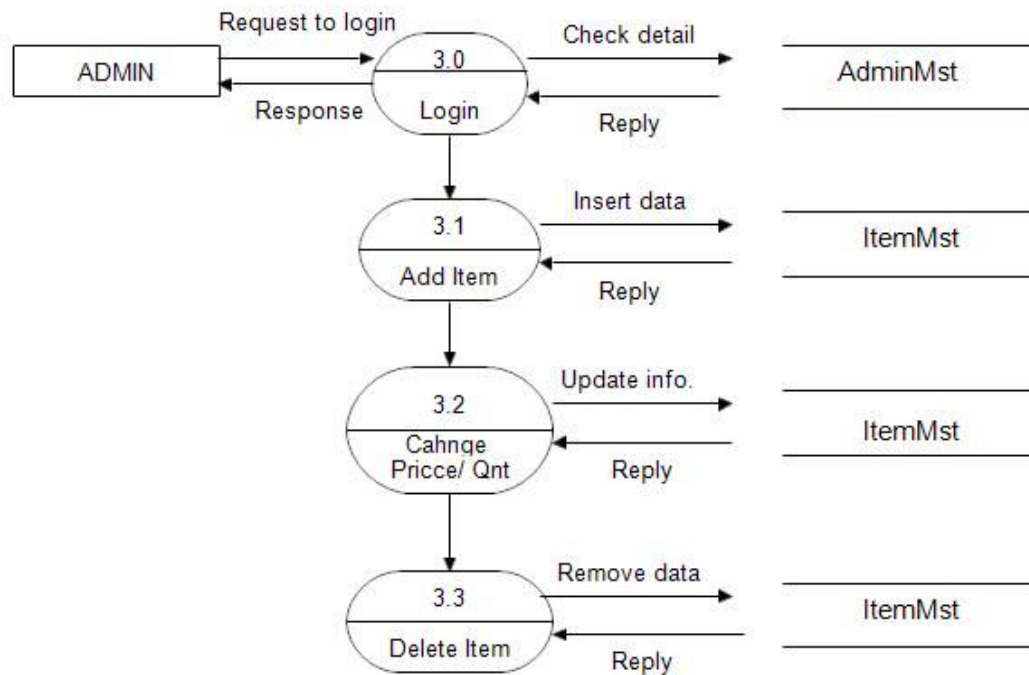 Request to login
ADMIN
Response
3.0
Login
Check detail
Reply
AdminMst
3.1
Add Item
Insert data
Reply
ItemMst
3.2
Cahnge
Pricce/ Qnt
Update info.
Reply
ItemMst
3.3
Delete Item
Remove data
Reply
ItemMst